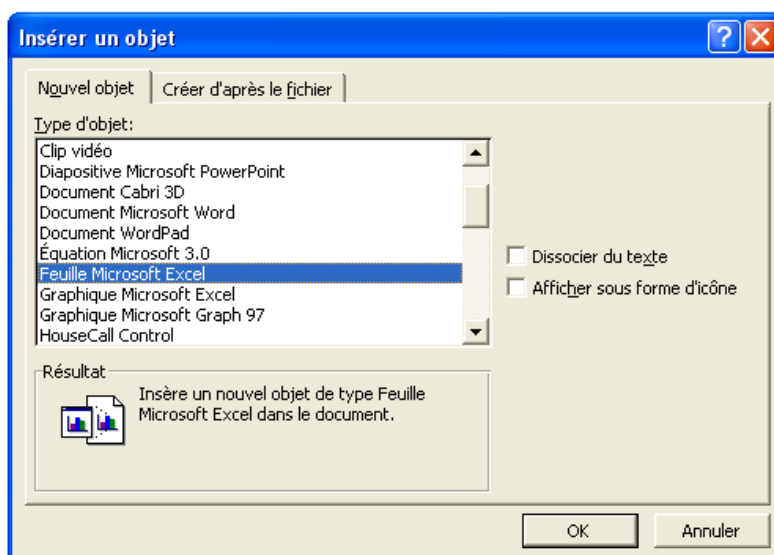 Insérer un objet
Nouvel objet
Créer d'après le fichier
Type d'objet:
Clip vidéo
Diapositive Microsoft PowerPoint
Document Cabri 3D
Document Microsoft Word
Document WordPad
Équation Microsoft 3.0
Feuille Microsoft Excel
Graphique Microsoft Excel
Graphique Microsoft Graph 97
HouseCall Control
Dissocier du texte
Afficher sous forme d'icône
Résultat
Insère un nouvel objet de type Feuille
Microsoft Excel dans le document.
OK
Annuler